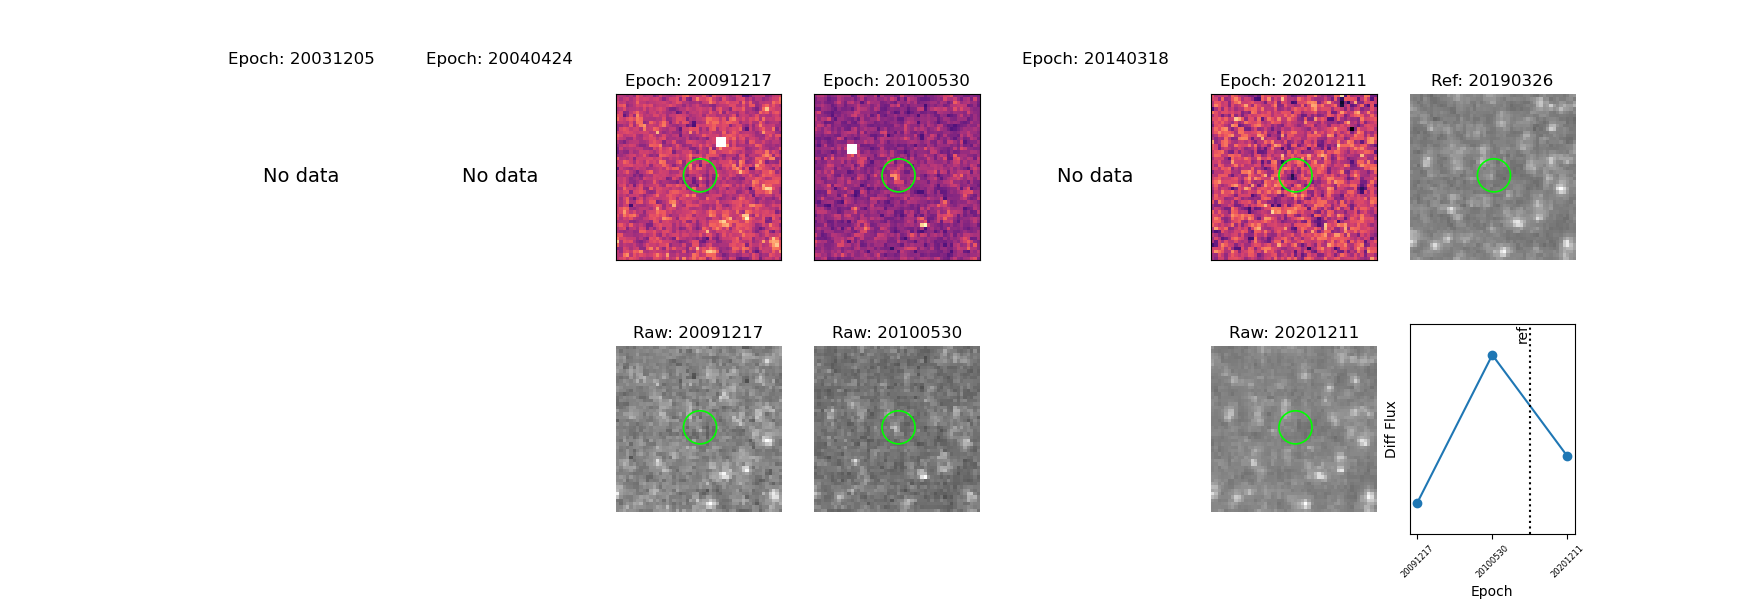 Epoch: 20031205
Epoch: 20040424
Epoch: 20140318
Epoch: 20091217
Epoch: 20100530
Epoch: 20201211
Ref: 20190326
No data
No data
No data
Raw: 20091217
Raw: 20100530
Raw: 20201211
ref
Diff Flux
20091217
20100530
20201211
Epoch